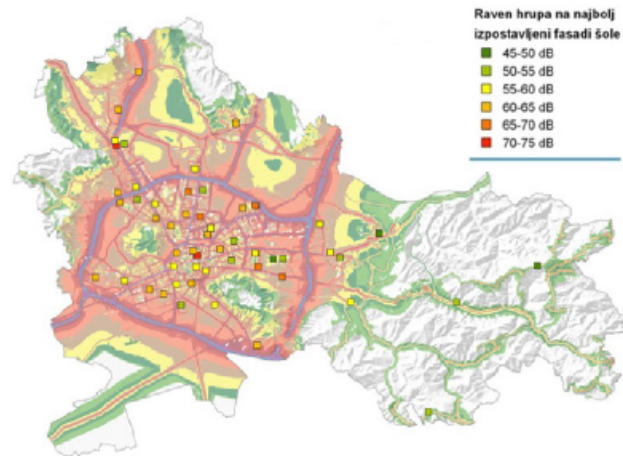 Raven hrupa na najbolj
izpostavljeni fasadi šole
45-50 dB
50-55 dB
55-60 dB
60-65 dB
65-70 dB
70-75 dB